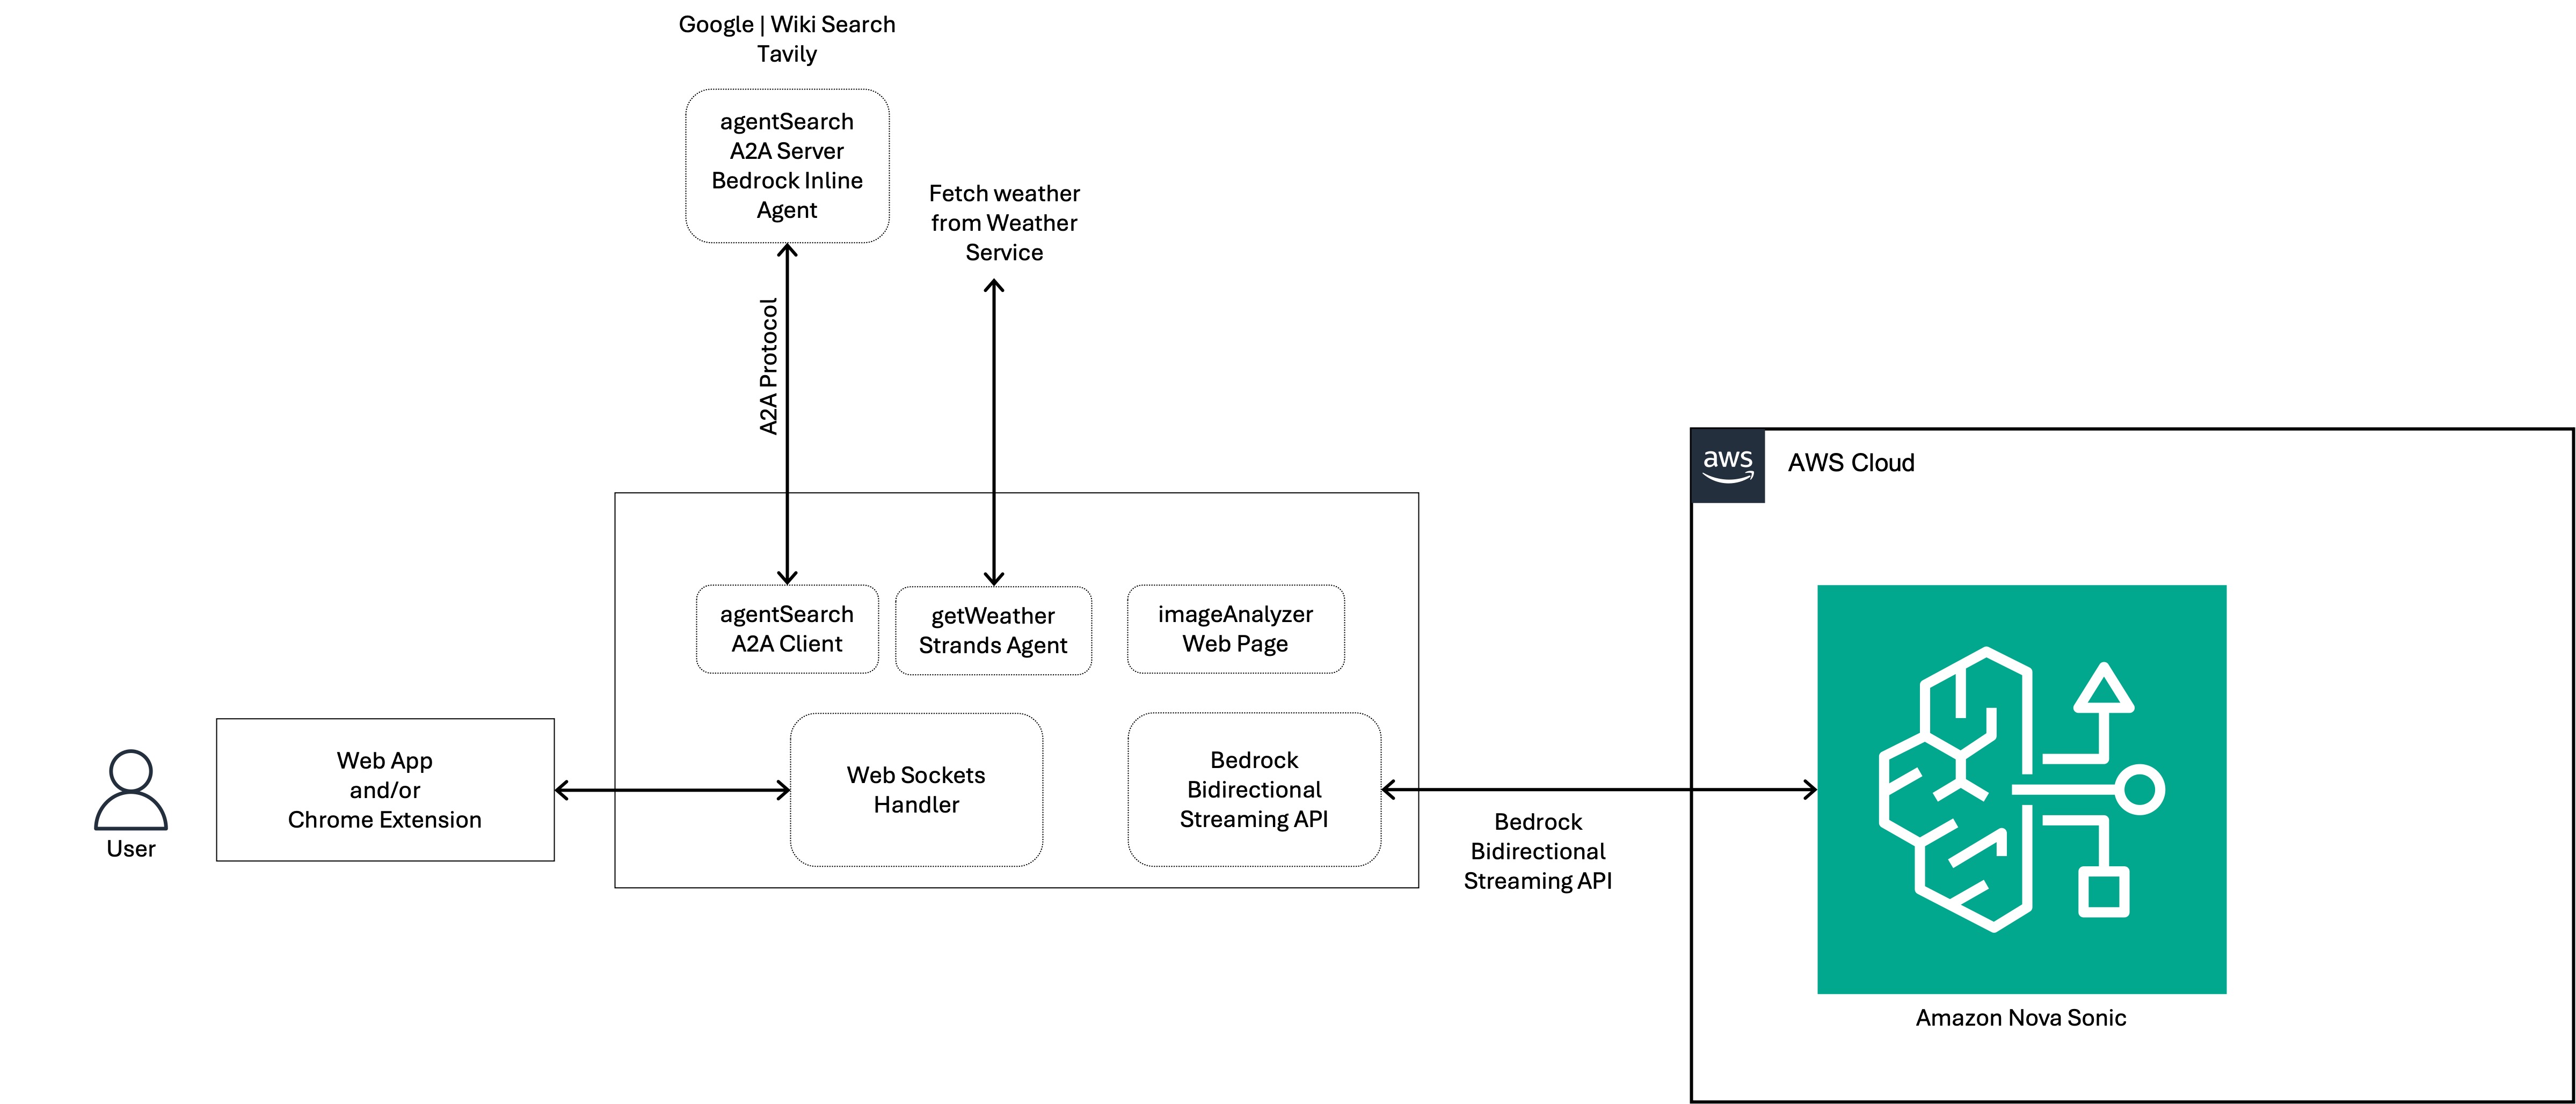 Google | Wiki Search
Tavily
agentSearch
A2A Server
Bedrock Inline
Agent
Fetch weather
from Weather
Service
A2A Protocol
aws
AWS Cloud
agentSearch
A2A Client
getWeather
Strands Agent
imageAnalyzer
Web Page
User
Web App
and/or
Chrome Extension
Web Sockets
Handler
Bedrock
Bidirectional
Streaming API
Bedrock
Bidirectional
Streaming API
Amazon Nova Sonic